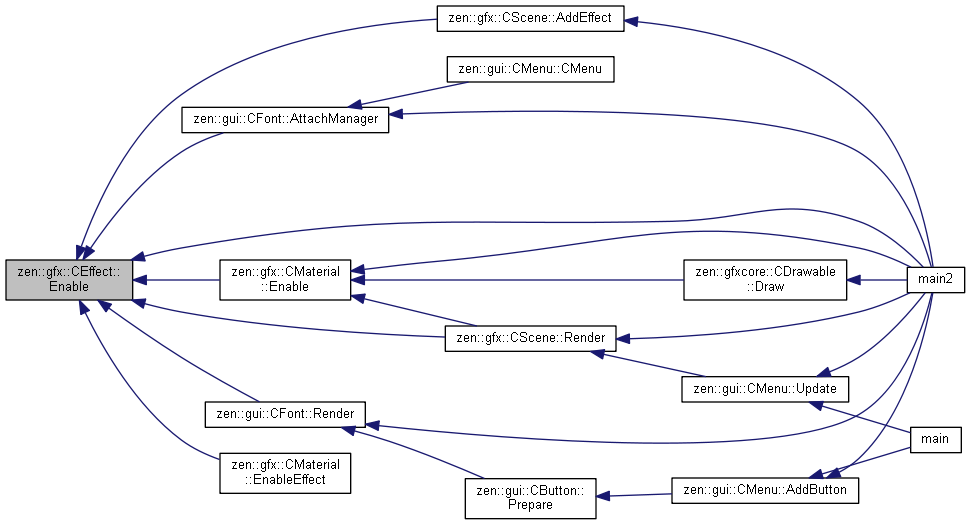 zen::gfx::CScene::AddEffect
zen::gui::CMenu::CMenu
zen::gui::CFont::AttachManager
zen::gfx::CEffect::
Enable
zen::gfx::CMaterial
::Enable
zen::gfxcore::CDrawable
::Draw
main2
zen::gfx::CScene::Render
zen::gui::CMenu::Update
zen::gui::CFont::Render
main
zen::gfx::CMaterial
::EnableEffect
zen::gui::CButton::
Prepare
zen::gui::CMenu::AddButton